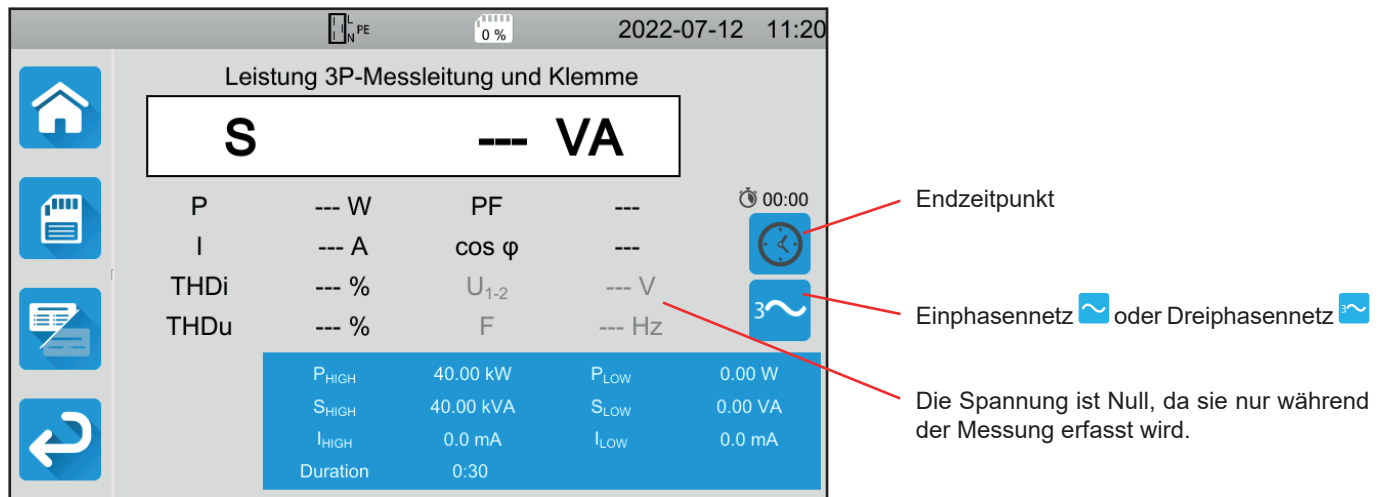 L
N PE
0 %
2022-07-12 11:20
Leistung 3P-Messleitung und Klemme
S --- VA
P --- W PF ---
00:00
I --- A cos φ ---
THDi --- % U1-2 --- V
3
THDu --- % F --- Hz
PHIGH 40.00 kW PLOW 0.00 W
SHIGH 40.00 kVA SLOW 0.00 VA
IHIGH 0.0 mA ILOW 0.0 mA
Duration 0:30
Endzeitpunkt
Einphasennetz ~ oder Dreiphasennetz 3~
Die Spannung ist Null, da sie nur während
der Messung erfasst wird.